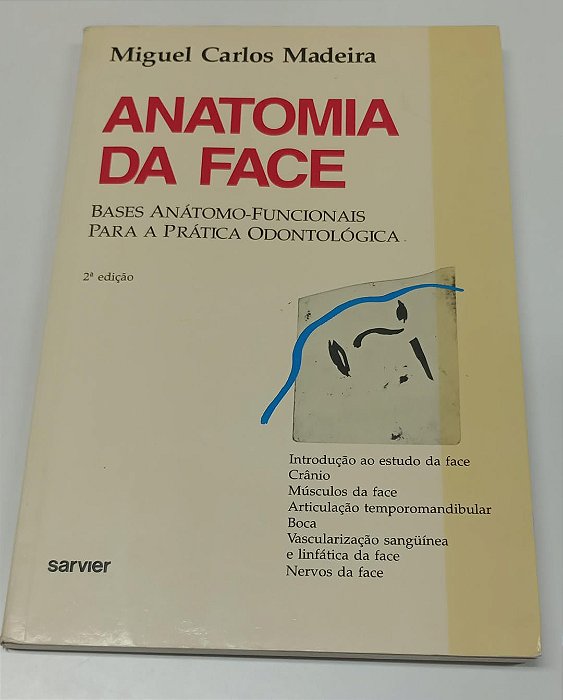 Miguel Carlos Madeira
ANATOMIA
DA FACE
BASES ANÁTOMO-FUNCIONAIS
PARA A PRÁTICA ODONTOLÓGICA.
2ª edição
Introdução ao estudo da face
Crânio
Músculos da face
Articulação temporomandibular
Boca
Vascularização sangüínea
e linfática da face
Nervos da face
sarvier